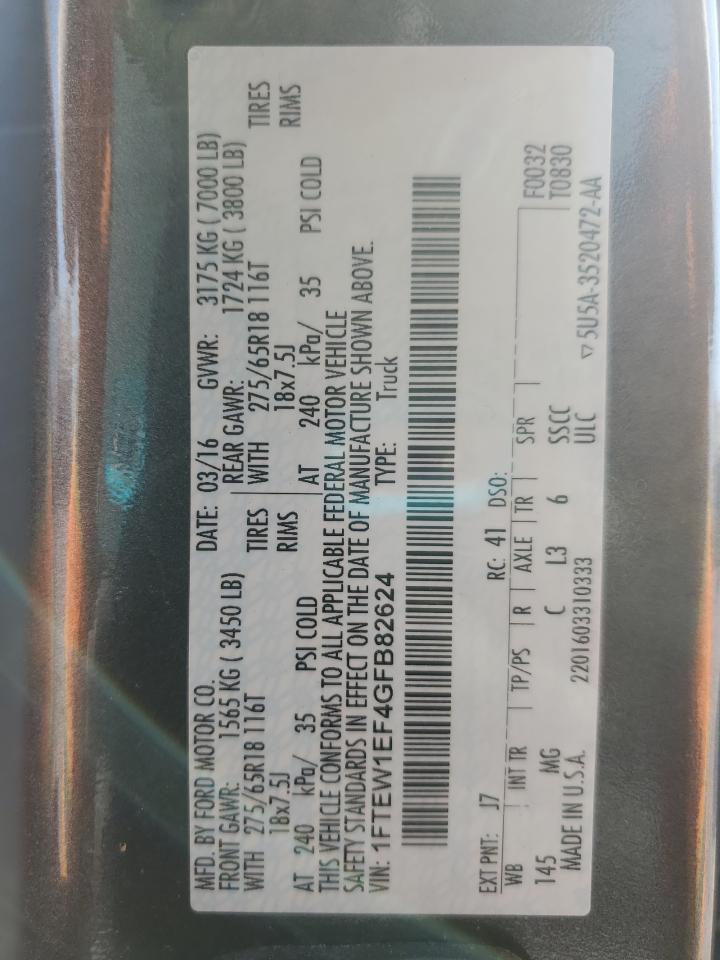 MFD. BY FORD MOTOR CO. DATE: 03/16 GVWR: 3175 KG ( 7000 LB)
FRONT GAWR: 1565 KG ( 3450 LB) REAR GAWR: 1724 KG ( 3800 LB)
WITH 275/65R18 116T TIRES WITH 275/65R18 116T TIRES
18x7.5J RIMS 18x7.5J RIMS
AT 240 kPa/ 35 PSI COLD AT 240 kPa/ 35 PSI COLD
THIS VEHICLE CONFORMS TO ALL APPLICABLE FEDERAL MOTOR VEHICLE
SAFETY STANDARDS IN EFFECT ON THE DATE OF MANUFACTURE SHOWN ABOVE.
VIN: 1FTEW1EF4GFB82624 TYPE: Truck
EXT PNT: J7 RC: 41 DSO:
WB INT TR TP/PS R AXLE TR SPR F0032
145 MG C L3 6 SSCC T0830
MADE IN U.S.A. 2201603310333 ULC ▽ 5U5A-3520472-AA